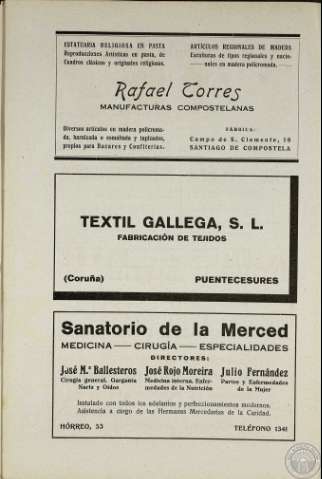 ESTATUARIA RELIGIOSA EN PASTA
Reproducciones Artísticas en pasta, de
Cuadros clásicos y originales religiosos.
ARTÍCULOS REGIONALES DE MADERA
Esculturas de tipos regionales y nacio-
nales en madera policromada.
Rafael Torres
MANUFACTURAS COMPOSTELANAS
Diversos artículos en madera policroma-
da, barnizada o esmaltada y tapizados,
propios para Bazares y Confiterías.
FÁBRICA:
Campo de S. Clemente, 10
SANTIAGO DE COMPOSTELA
TEXTIL GALLEGA, S. L.
FABRICACIÓN DE TEJIDOS
(Coruña) PUENTECESURES
Sanatorio de la Merced
MEDICINA — CIRUGÍA — ESPECIALIDADES
DIRECTORES:
José M.ª Ballesteros
Cirugía general. Garganta
Nariz y Oídos
José Rojo Moreira
Medicina interna. Enfer-
medades de la Nutrición
Julio Fernández
Partos y Enfermedades
de la Mujer
Instalado con todos los adelantos y perfeccionamientos modernos.
Asistencia a cargo de las Hermanas Mercedarias de la Caridad.
HÓRREO, 53 TELÉFONO 1341